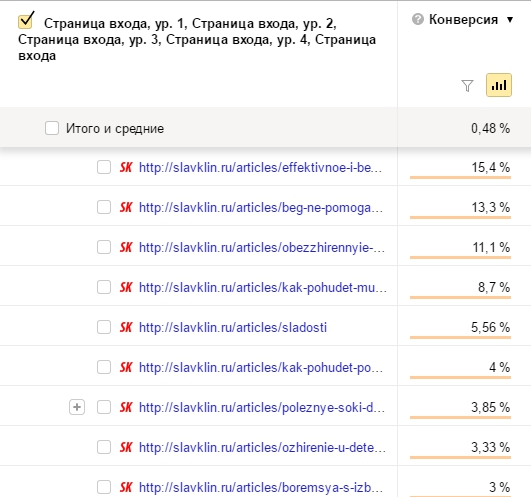 Страница входа, ур. 1, Страница входа, ур. 2,
Страница входа, ур. 3, Страница входа, ур. 4, Страница
входа
? Конверсия ▼
Итого и средние 0,48 %
SK http://slavklin.ru/articles/effektivnoe-i-be... 15,4 %
SK http://slavklin.ru/articles/beg-ne-pomoga... 13,3 %
SK http://slavklin.ru/articles/obezzhirennyie-... 11,1 %
SK http://slavklin.ru/articles/kak-pohudet-mu... 8,7 %
SK http://slavklin.ru/articles/sladosti 5,56 %
SK http://slavklin.ru/articles/kak-pohudet-po... 4 %
+ SK http://slavklin.ru/articles/poleznye-soki-d... 3,85 %
SK http://slavklin.ru/articles/ozhirenie-u-dete... 3,33 %
SK http://slavklin.ru/articles/boremsya-s-izb... 3 %